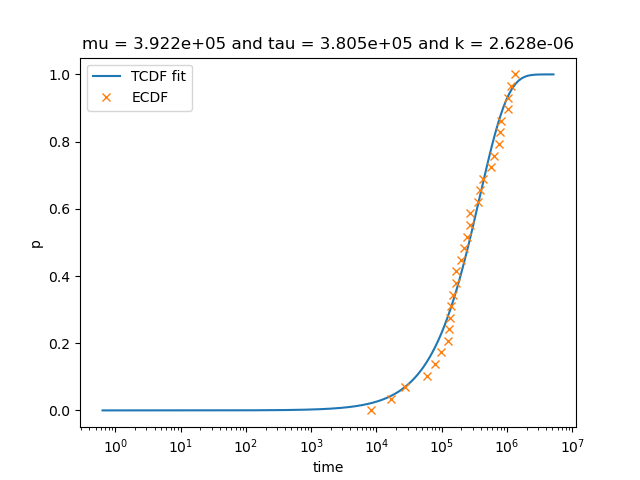 mu = 3.922e+05 and tau = 3.805e+05 and k = 2.628e-06
TCDF fit
ECDF
p
1.0
0.8
0.6
0.4
0.2
0.0
10⁰ 10¹ 10² 10³ 10⁴ 10⁵ 10⁶ 10⁷
time